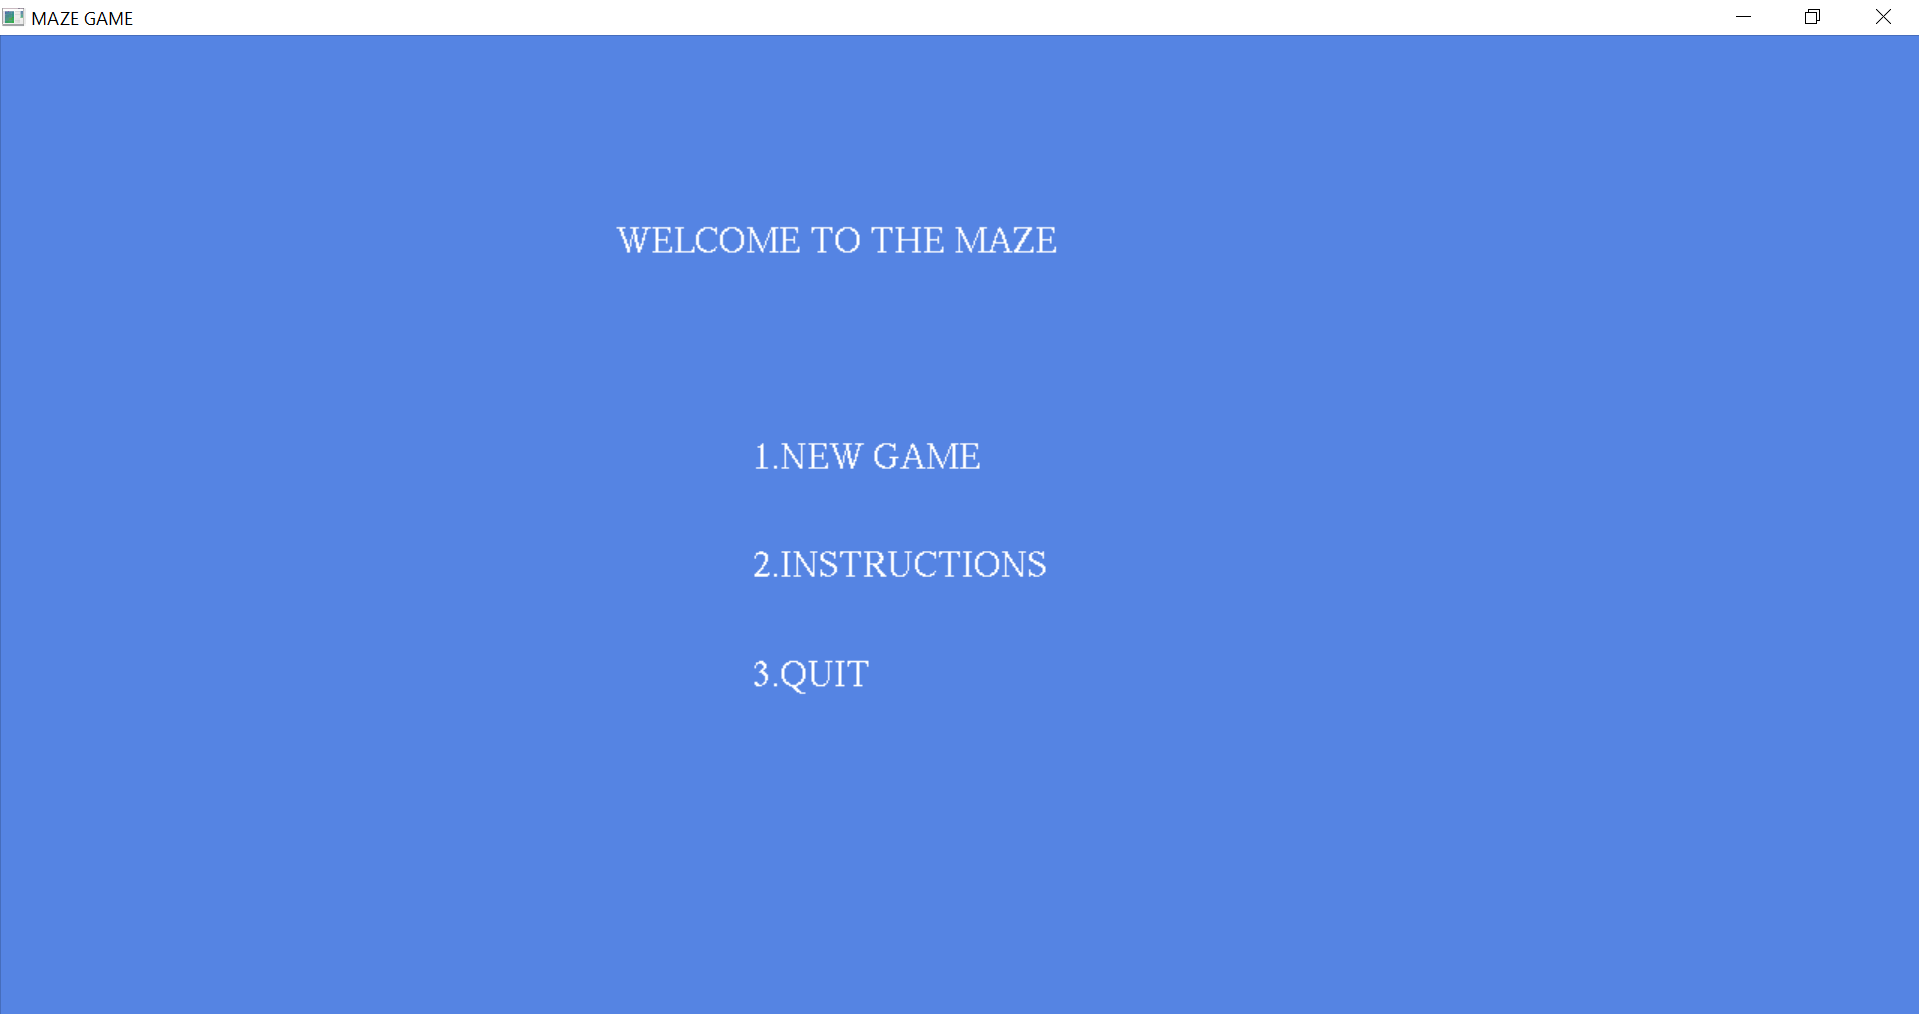 MAZE GAME
WELCOME TO THE MAZE
1.NEW GAME
2.INSTRUCTIONS
3.QUIT